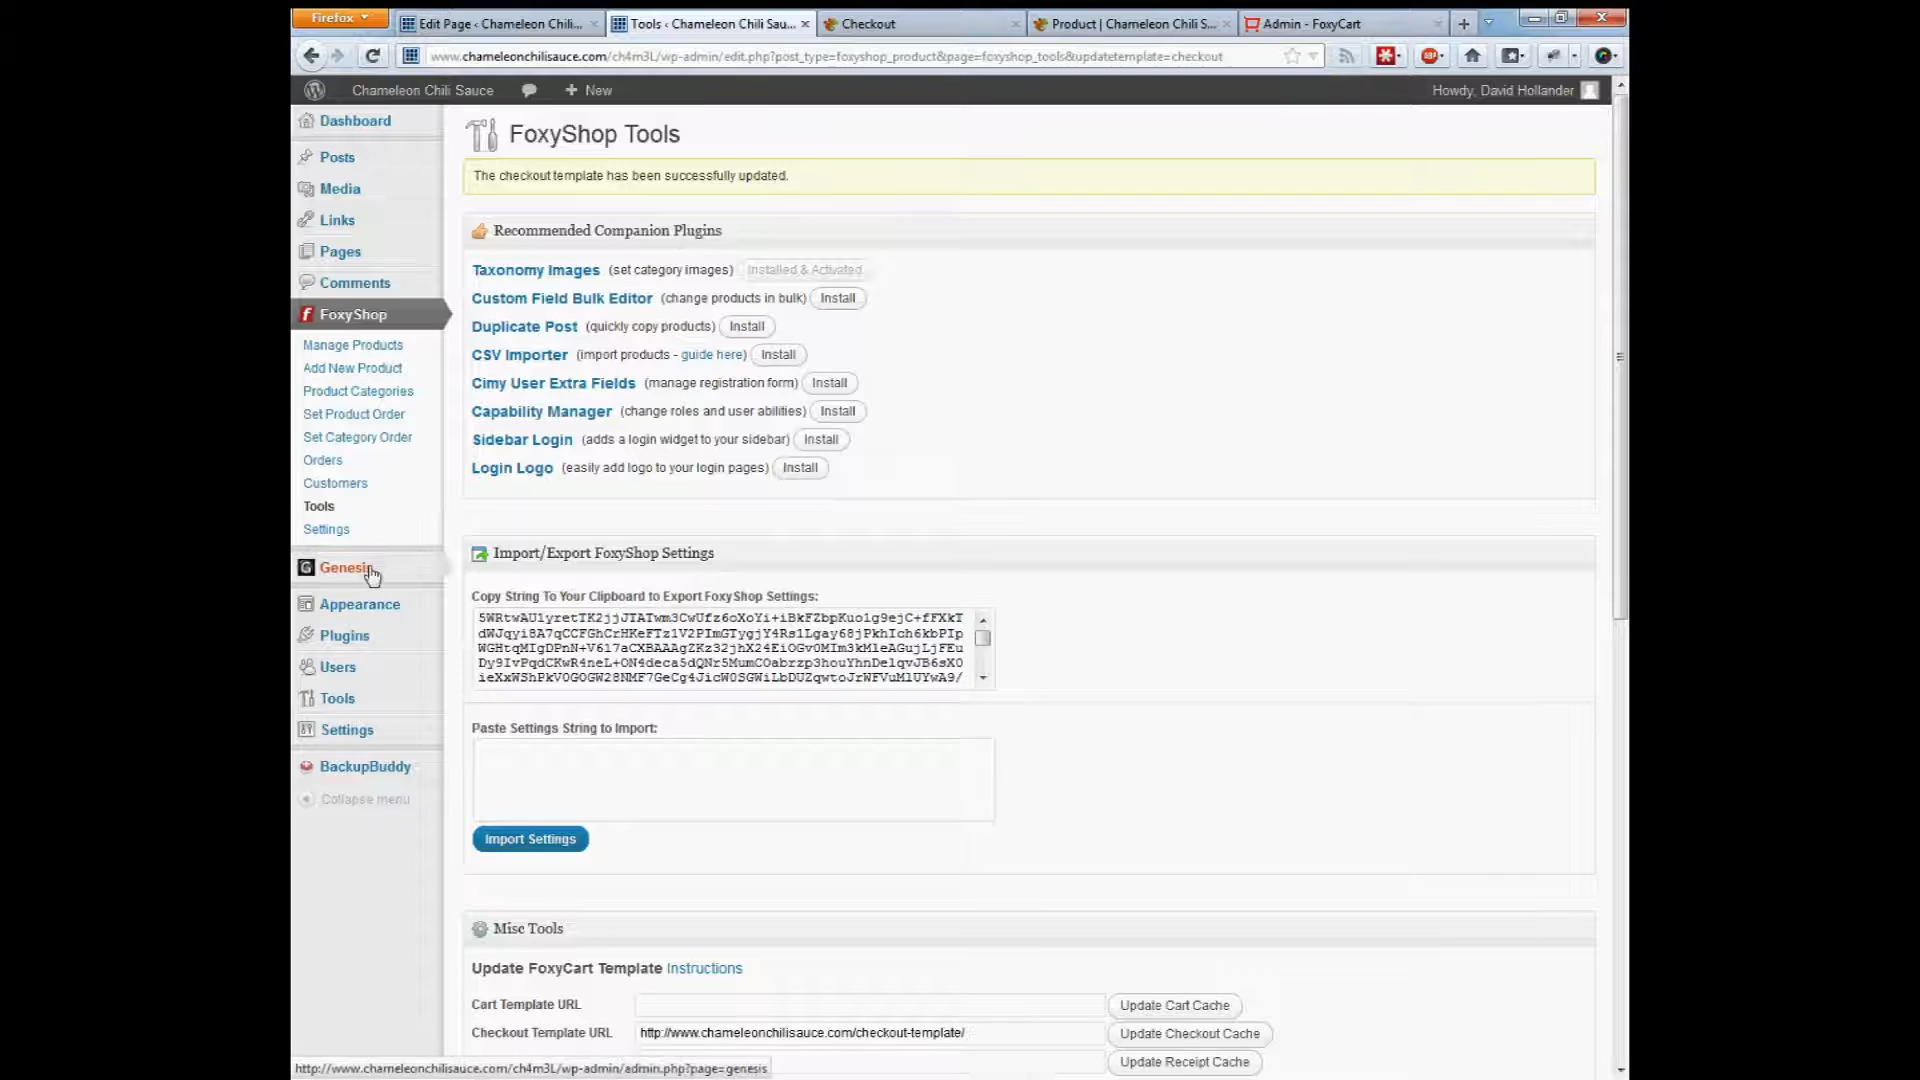 Firefox
Edit Page ‹ Chameleon Chili...
Tools ‹ Chameleon Chili Sau...
Checkout
Product | Chameleon Chili S...
Admin - FoxyCart
www.chameleonchilisauce.com/ch4m3L/wp-admin/edit.php?post_type=foxyshop_product&page=foxyshop_tools&updatetemplate=checkout
ABP
Chameleon Chili Sauce
+ New
Howdy, David Hollander
Dashboard
Posts
Media
Links
Pages
Comments
FoxyShop
Manage Products
Add New Product
Product Categories
Set Product Order
Set Category Order
Orders
Customers
Tools
Settings
Genesis
Appearance
Plugins
Users
Tools
Settings
BackupBuddy
Collapse menu
FoxyShop Tools
The checkout template has been successfully updated.
Recommended Companion Plugins
Taxonomy Images (set category images) Installed & Activated
Custom Field Bulk Editor (change products in bulk) Install
Duplicate Post (quickly copy products) Install
CSV Importer (import products - guide here) Install
Cimy User Extra Fields (manage registration form) Install
Capability Manager (change roles and user abilities) Install
Sidebar Login (adds a login widget to your sidebar) Install
Login Logo (easily add logo to your login pages) Install
Import/Export FoxyShop Settings
Copy String To Your Clipboard to Export FoxyShop Settings:
Paste Settings String to Import:
Import Settings
Misc Tools
Update FoxyCart Template Instructions
Cart Template URL
Update Cart Cache
Checkout Template URL
http://www.chameleonchilisauce.com/checkout-template/
Update Checkout Cache
Update Receipt Cache
http://www.chameleonchilisauce.com/ch4m3L/wp-admin/admin.php?page=genesis